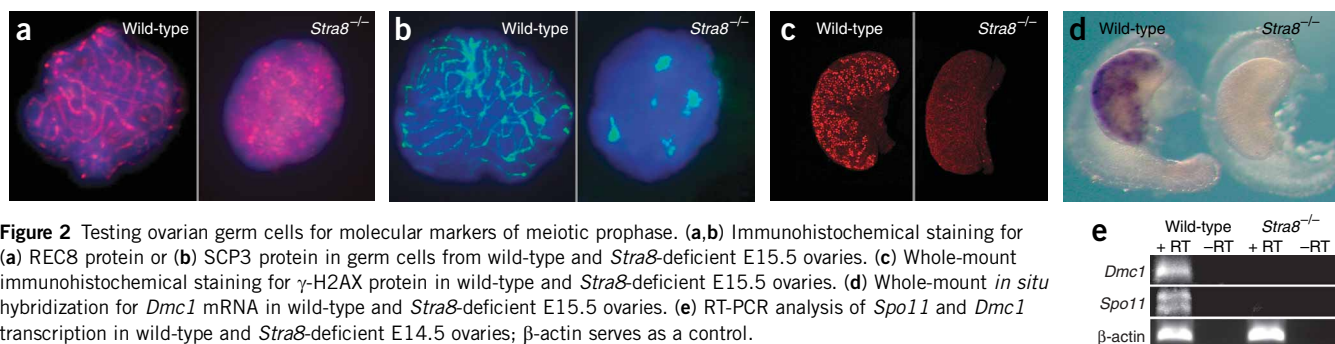 a Wild-type Stra8–/–
b Wild-type Stra8–/–
c Wild-type Stra8–/–
d Wild-type Stra8–/–
Figure 2 Testing ovarian germ cells for molecular markers of meiotic prophase. (a,b) Immunohistochemical staining for
(a) REC8 protein or (b) SCP3 protein in germ cells from wild-type and Stra8-deficient E15.5 ovaries. (c) Whole-mount
immunohistochemical staining for γ-H2AX protein in wild-type and Stra8-deficient E15.5 ovaries. (d) Whole-mount in situ
hybridization for Dmc1 mRNA in wild-type and Stra8-deficient E15.5 ovaries. (e) RT-PCR analysis of Spo11 and Dmc1
transcription in wild-type and Stra8-deficient E14.5 ovaries; β-actin serves as a control.
e Wild-type Stra8–/–
+ RT –RT + RT –RT
Dmc1
Spo11
β-actin